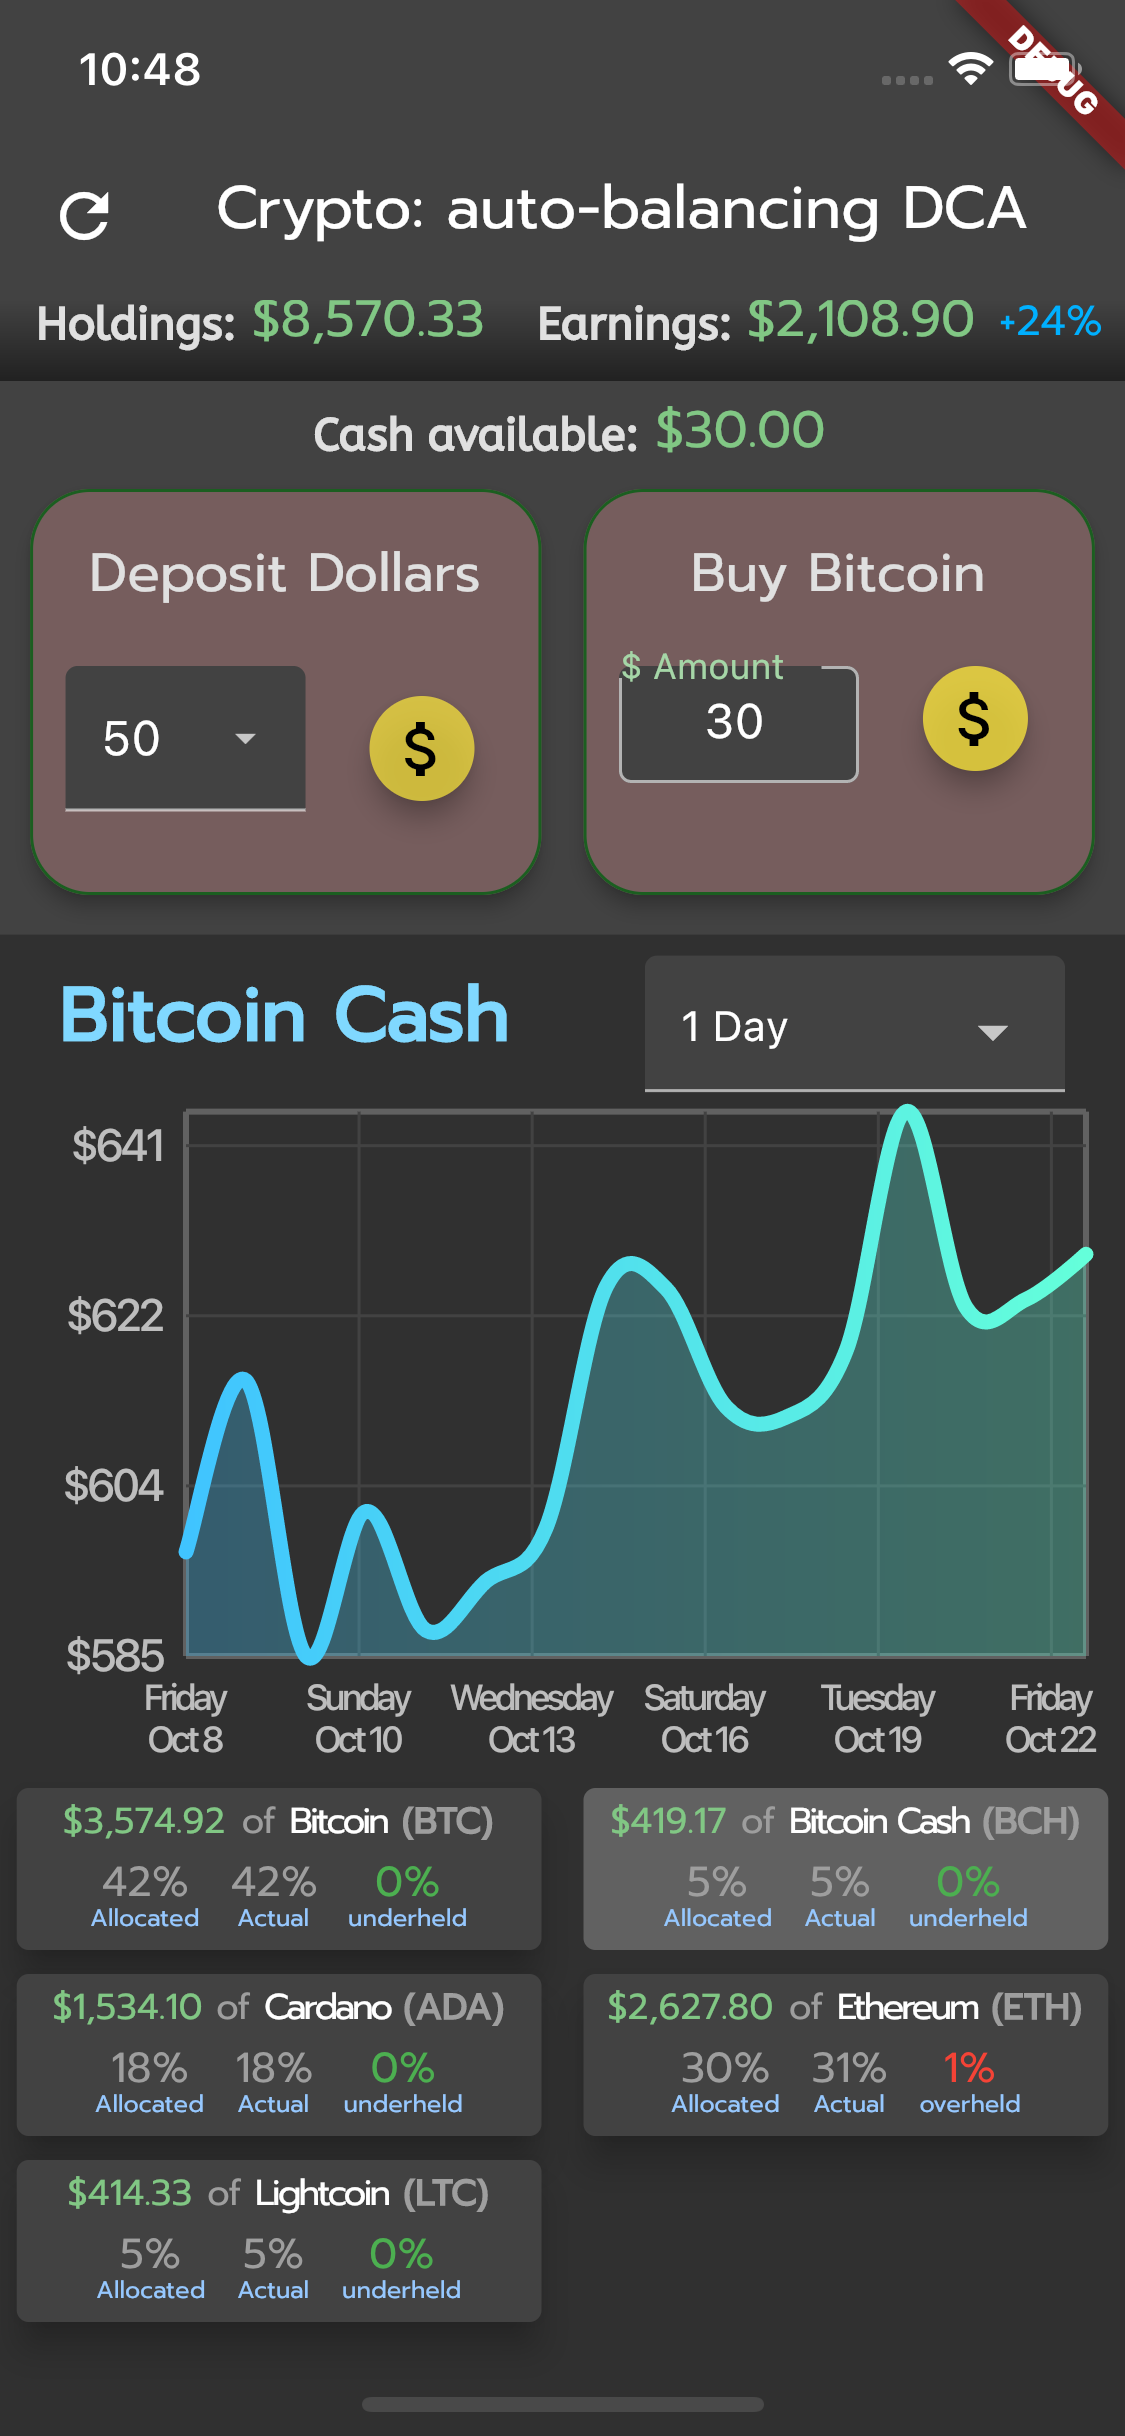 10:48
DEBUG
Crypto: auto-balancing DCA
Holdings: $8,570.33 Earnings: $2,108.90 +24%
Cash available: $30.00
Deposit Dollars
50
$
Buy Bitcoin
$ Amount
30
$
Bitcoin Cash
1 Day
$641
$622
$604
$585
Friday Sunday Wednesday Saturday Tuesday Friday
Oct 8 Oct 10 Oct 13 Oct 16 Oct 19 Oct 22
$3,574.92 of Bitcoin (BTC)
42% 42% 0%
Allocated Actual underheld
$419.17 of Bitcoin Cash (BCH)
5% 5% 0%
Allocated Actual underheld
$1,534.10 of Cardano (ADA)
18% 18% 0%
Allocated Actual underheld
$2,627.80 of Ethereum (ETH)
30% 31% 1%
Allocated Actual overheld
$414.33 of Lightcoin (LTC)
5% 5% 0%
Allocated Actual underheld